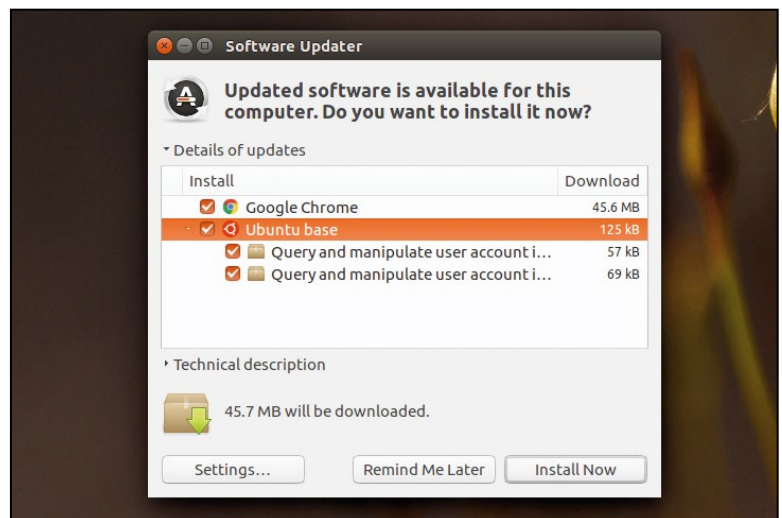 Software Updater
Updated software is available for this
computer. Do you want to install it now?
Details of updates
Install Download
Google Chrome 45.6 MB
Ubuntu base 125 kB
Query and manipulate user account i... 57 kB
Query and manipulate user account i... 69 kB
Technical description
45.7 MB will be downloaded.
Settings... Remind Me Later Install Now